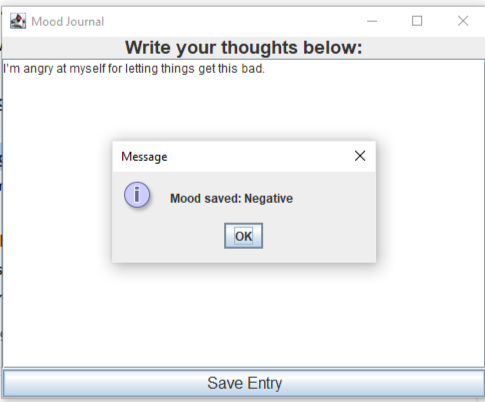 Mood Journal
Write your thoughts below:
I'm angry at myself for letting things get this bad.
Message
Mood saved: Negative
OK
Save Entry